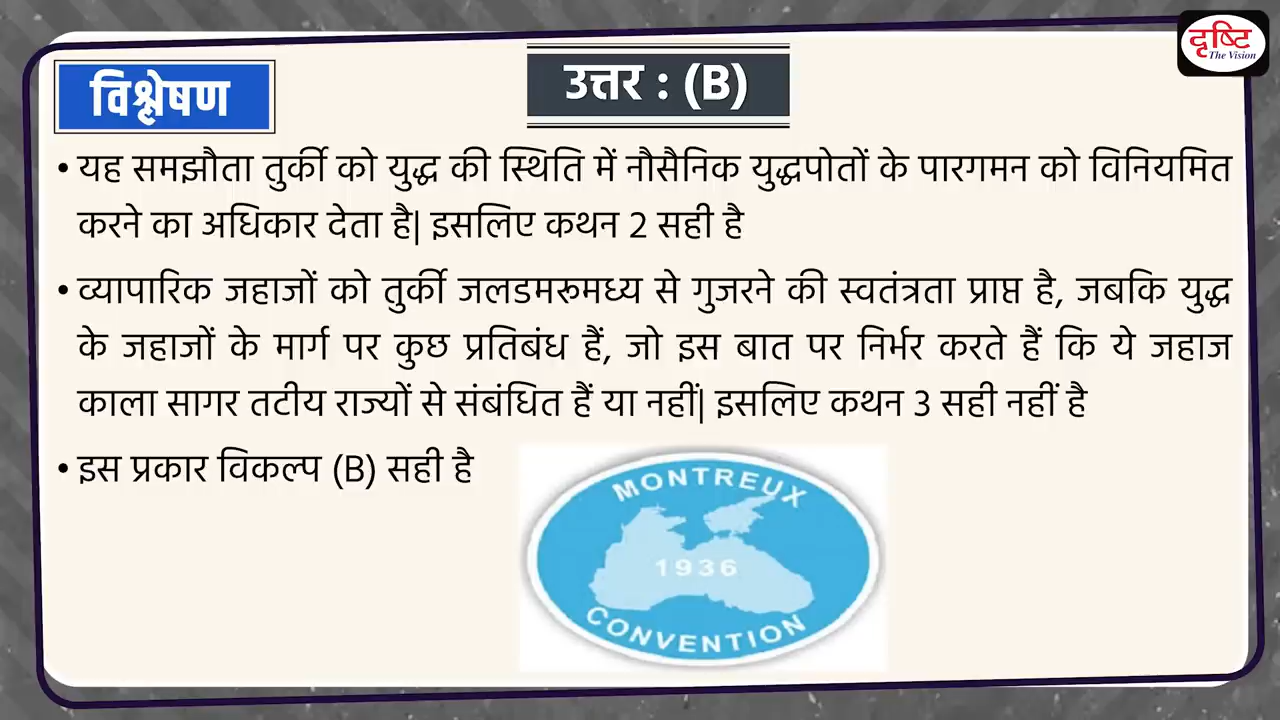 दृष्टि
The Vision
विश्लेषण
उत्तर : (B)
• यह समझौता तुर्की को युद्ध की स्थिति में नौसैनिक युद्धपोतों के पारगमन को विनियमित
करने का अधिकार देता है| इसलिए कथन 2 सही है
• व्यापारिक जहाजों को तुर्की जलडमरूमध्य से गुजरने की स्वतंत्रता प्राप्त है, जबकि युद्ध
के जहाजों के मार्ग पर कुछ प्रतिबंध हैं, जो इस बात पर निर्भर करते हैं कि ये जहाज
काला सागर तटीय राज्यों से संबंधित हैं या नहीं| इसलिए कथन 3 सही नहीं है
• इस प्रकार विकल्प (B) सही है
MONTREUX
1936
CONVENTION